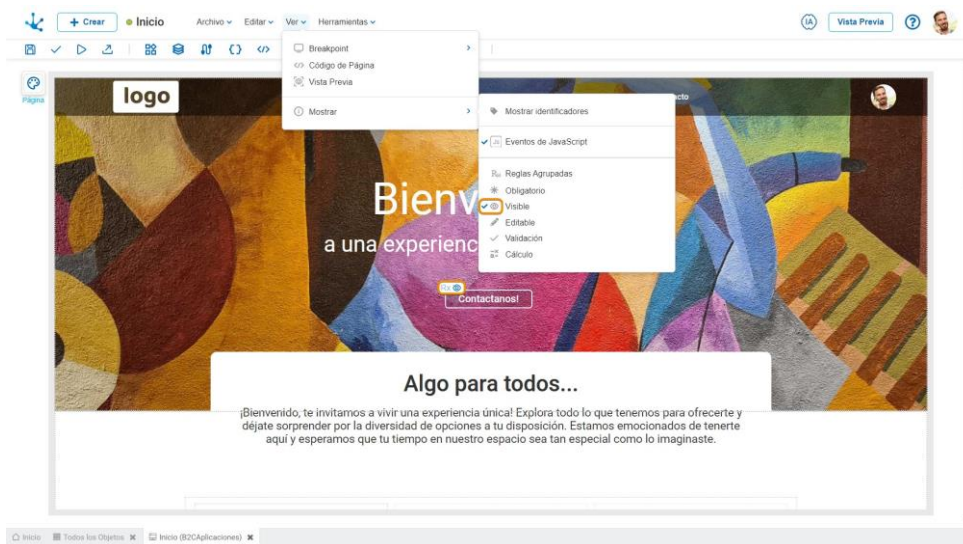 + Crear
Inicio
Archivo
Editar
Ver
Herramientas
IA
Vista Previa
?
Página
Breakpoint
Código de Página
Vista Previa
Mostrar
Mostrar identificadores
Eventos de JavaScript
Reglas Agrupadas
Obligatorio
Visible
Editable
Validación
Cálculo
logo
Bienv
a una experienc
Contactanos!
Algo para todos...
¡Bienvenido, te invitamos a vivir una experiencia única! Explora todo lo que tenemos para ofrecerte y
déjate sorprender por la diversidad de opciones a tu disposición. Estamos emocionados de tenerte
aquí y esperamos que tu tiempo en nuestro espacio sea tan especial como lo imaginaste.
Inicio
Todos los Objetos
Inicio (B2CAplicaciones)